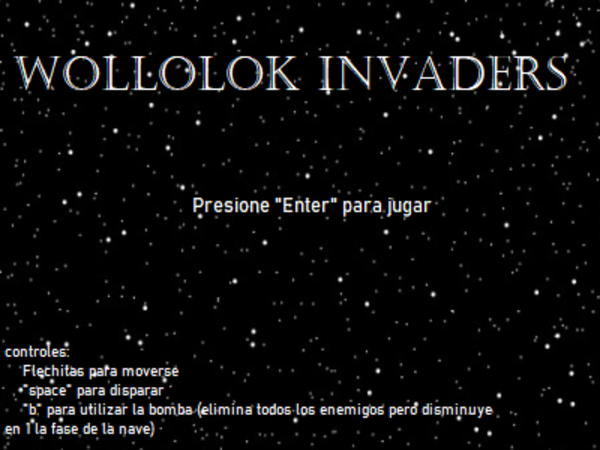 WOLLOLOK INVADERS
Presione "Enter" para jugar
controles:
Flechitas para moverse
"space" para disparar
"b" para utilizar la bomba (elimina todos los enemigos pero disminuye
en 1 la fase de la nave)